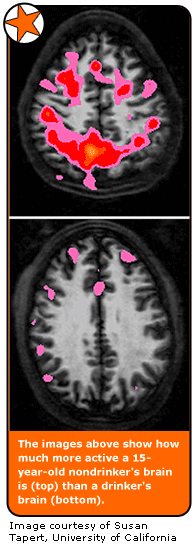 The images above show how
much more active a 15-
year-old nondrinker's brain
is (top) than a drinker's
brain (bottom).
Image courtesy of Susan
Tapert, University of California